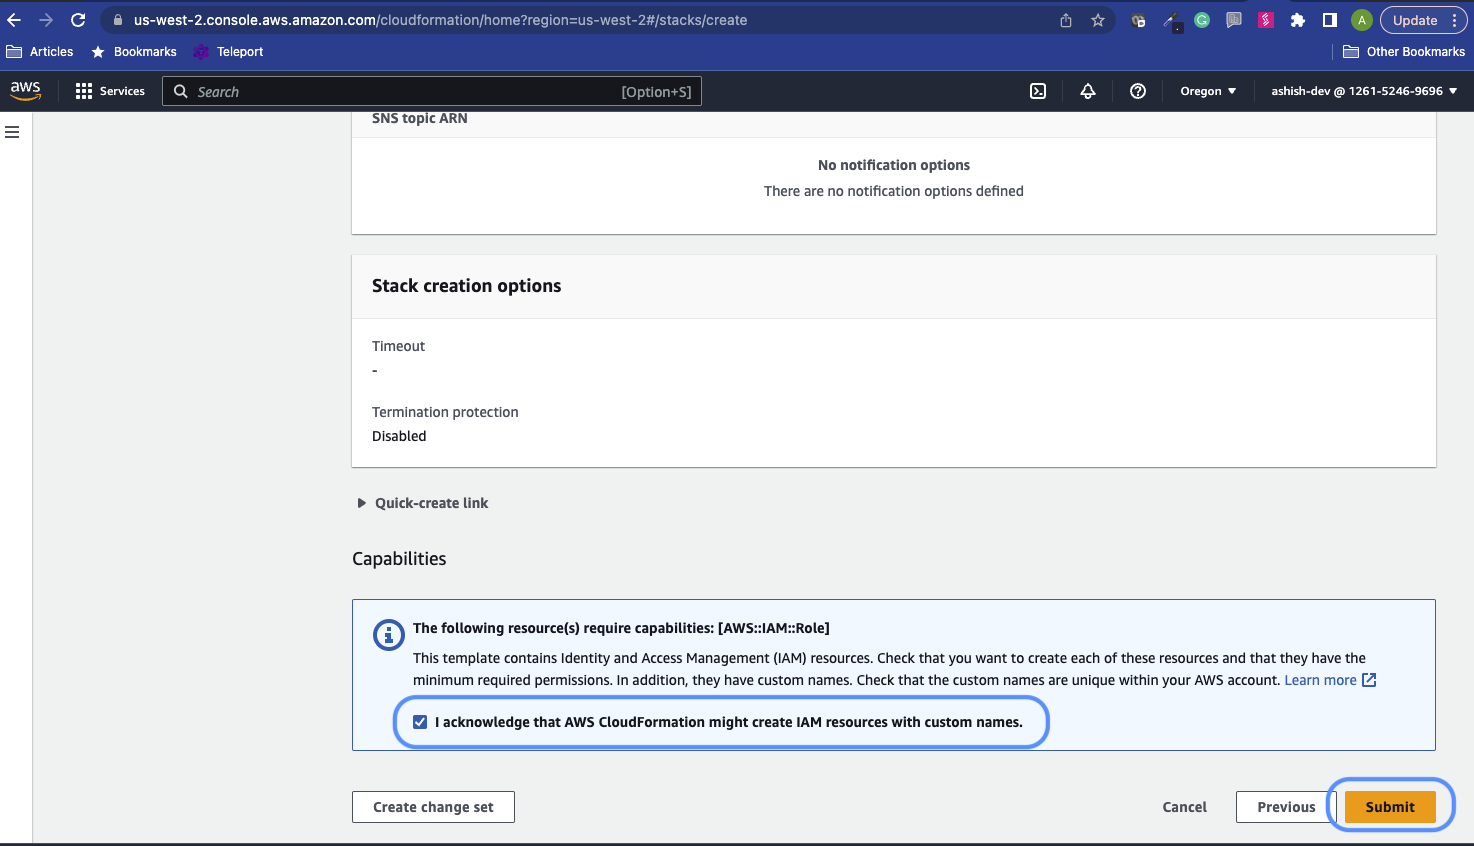 us-west-2.console.aws.amazon.com/cloudformation/home?region=us-west-2#/stacks/create
A
Update
Articles
Bookmarks
Teleport
Other Bookmarks
aws
Services
Search
[Option+S]
Oregon
ashish-dev @ 1261-5246-9696
SNS topic ARN
No notification options
There are no notification options defined
Stack creation options
Timeout
-
Termination protection
Disabled
Quick-create link
Capabilities
The following resource(s) require capabilities: [AWS::IAM::Role]
This template contains Identity and Access Management (IAM) resources. Check that you want to create each of these resources and that they have the
minimum required permissions. In addition, they have custom names. Check that the custom names are unique within your AWS account. Learn more
I acknowledge that AWS CloudFormation might create IAM resources with custom names.
Create change set
Cancel
Previous
Submit